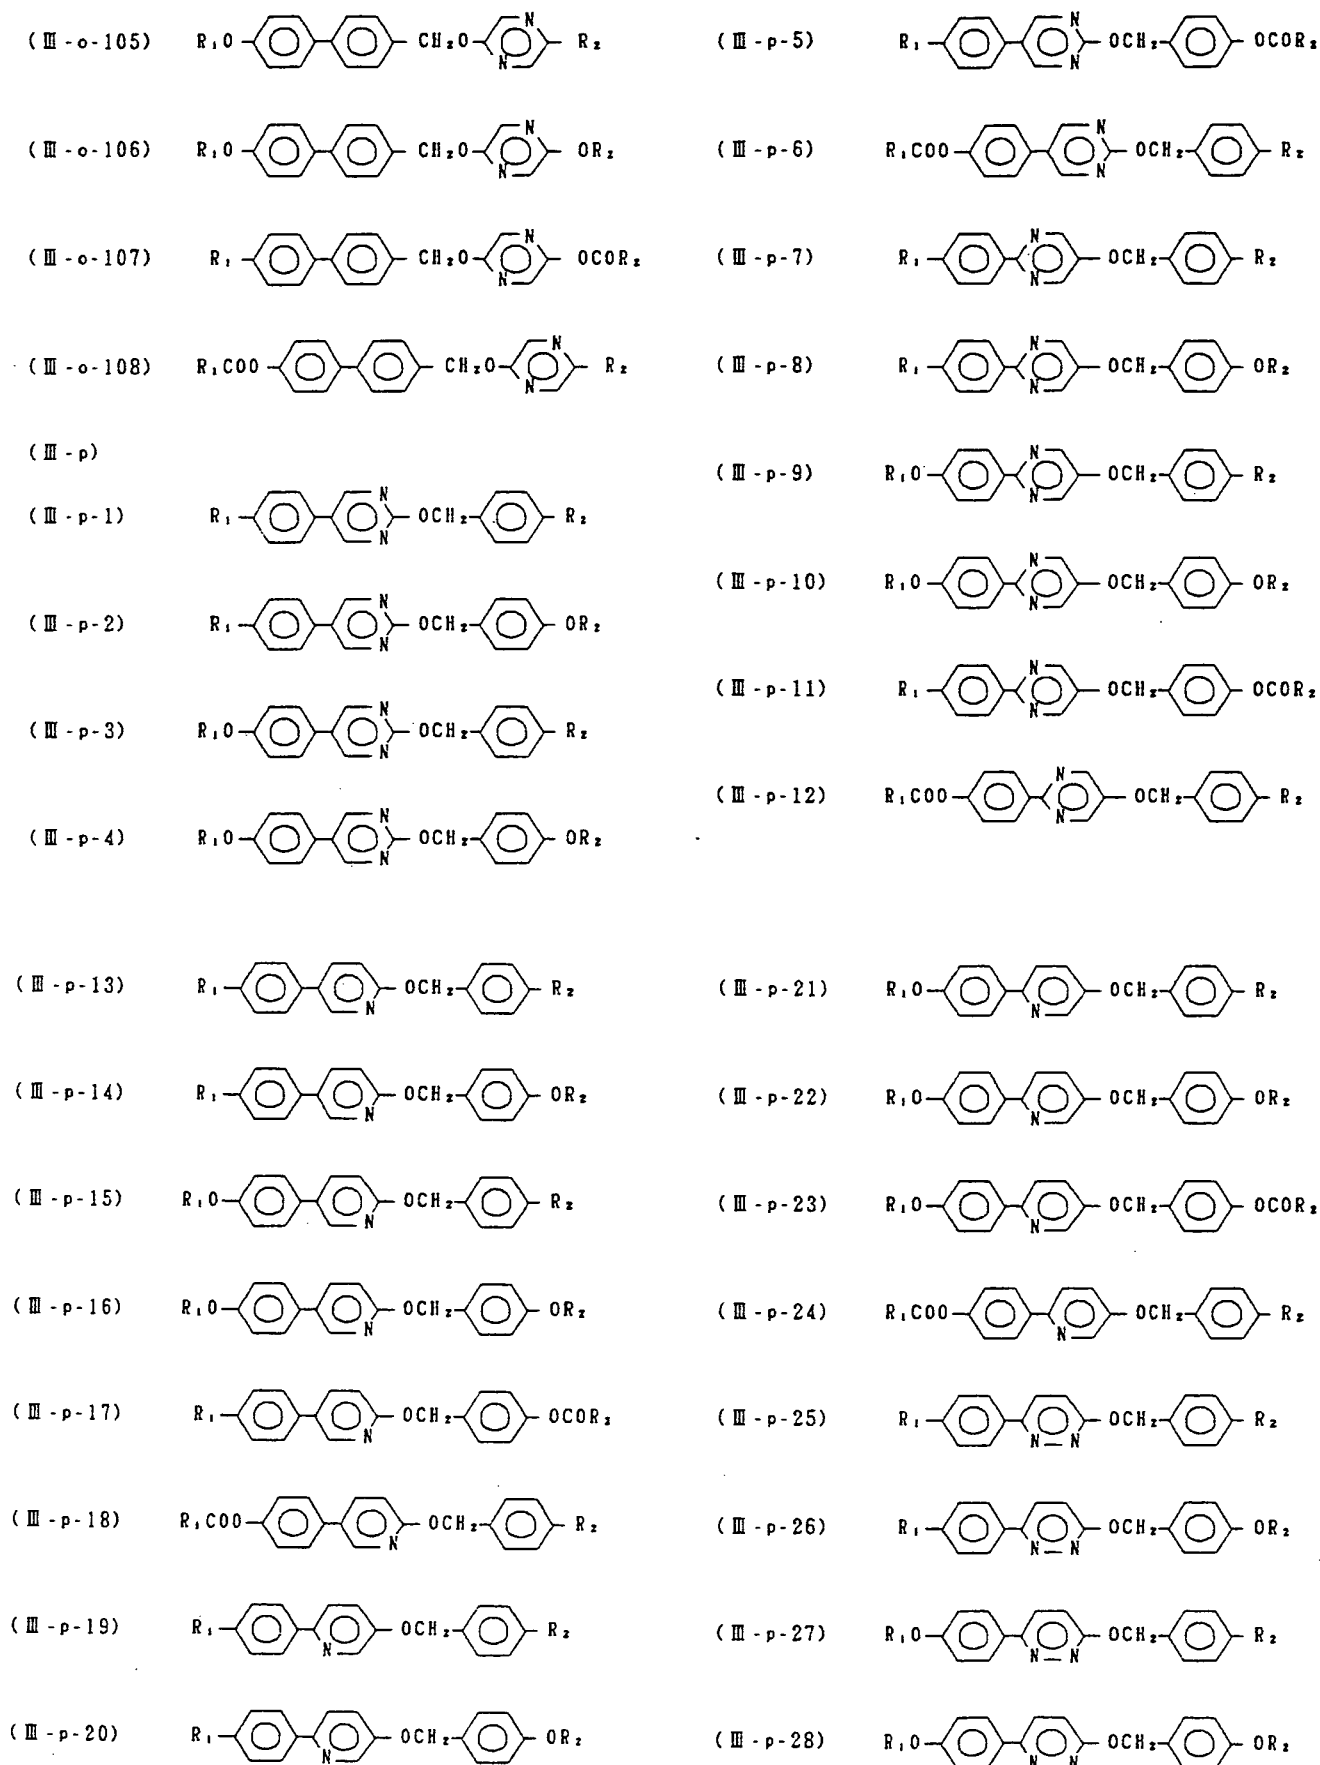 (Ⅲ-o-105) R₁O CH₂O N N R₂
(Ⅲ-o-106) R₁O CH₂O N N OR₂
(Ⅲ-o-107) R₁ CH₂O N N OCOR₂
(Ⅲ-o-108) R₁COO CH₂O N N R₂
(Ⅲ-p)
(Ⅲ-p-1) R₁ N N OCH₂ R₂
(Ⅲ-p-2) R₁ N N OCH₂ OR₂
(Ⅲ-p-3) R₁O N N OCH₂ R₂
(Ⅲ-p-4) R₁O N N OCH₂ OR₂
(Ⅲ-p-5) R₁ N N OCH₂ OCOR₂
(Ⅲ-p-6) R₁COO N N OCH₂ R₂
(Ⅲ-p-7) R₁ N N OCH₂ R₂
(Ⅲ-p-8) R₁ N N OCH₂ OR₂
(Ⅲ-p-9) R₁O N N OCH₂ R₂
(Ⅲ-p-10) R₁O N N OCH₂ OR₂
(Ⅲ-p-11) R₁ N N OCH₂ OCOR₂
(Ⅲ-p-12) R₁COO N N OCH₂ R₂
(Ⅲ-p-13) R₁ N OCH₂ R₂
(Ⅲ-p-14) R₁ N OCH₂ OR₂
(Ⅲ-p-15) R₁O N OCH₂ R₂
(Ⅲ-p-16) R₁O N OCH₂ OR₂
(Ⅲ-p-17) R₁ N OCH₂ OCOR₂
(Ⅲ-p-18) R₁COO N OCH₂ R₂
(Ⅲ-p-19) R₁ N OCH₂ R₂
(Ⅲ-p-20) R₁ N OCH₂ OR₂
(Ⅲ-p-21) R₁O N OCH₂ R₂
(Ⅲ-p-22) R₁O N OCH₂ OR₂
(Ⅲ-p-23) R₁O N OCH₂ OCOR₂
(Ⅲ-p-24) R₁COO N OCH₂ R₂
(Ⅲ-p-25) R₁ N N OCH₂ R₂
(Ⅲ-p-26) R₁ N N OCH₂ OR₂
(Ⅲ-p-27) R₁O N N OCH₂ R₂
(Ⅲ-p-28) R₁O N N OCH₂ OR₂